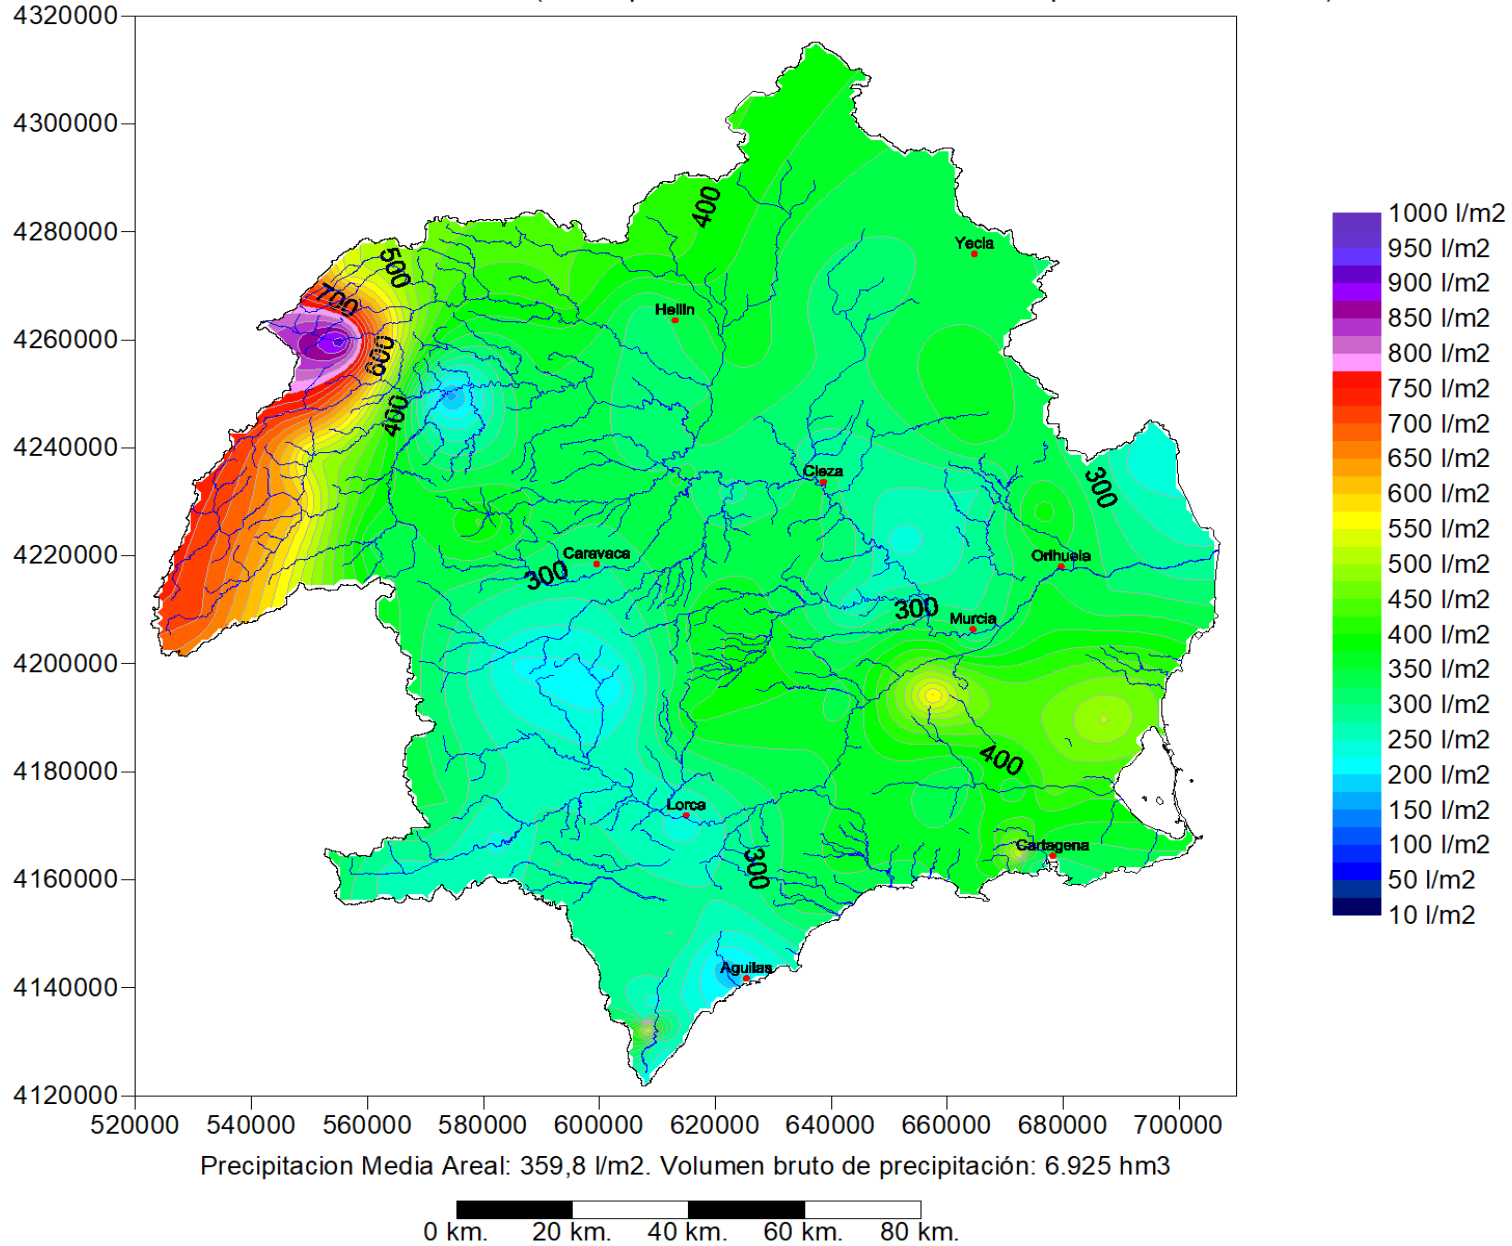 4320000
4300000
4280000
4260000
4240000
4220000
4200000
4180000
4160000
4140000
4120000
520000 540000 560000 580000 600000 620000 640000 660000 680000 700000
400
Yecla
500
700
Hellin
600
400
Cieza
300
Caravaca
300
Orihuela
300
Murcia
400
Lorca
300
Cartagena
Aguilas
1000 l/m2
950 l/m2
900 l/m2
850 l/m2
800 l/m2
750 l/m2
700 l/m2
650 l/m2
600 l/m2
550 l/m2
500 l/m2
450 l/m2
400 l/m2
350 l/m2
300 l/m2
250 l/m2
200 l/m2
150 l/m2
100 l/m2
50 l/m2
10 l/m2
Precipitacion Media Areal: 359,8 l/m2. Volumen bruto de precipitación: 6.925 hm3
0 km. 20 km. 40 km. 60 km. 80 km.